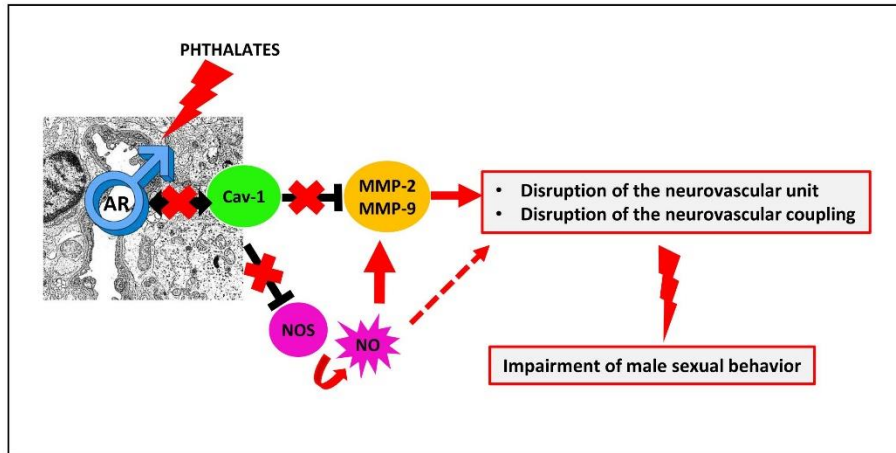 PHTHALATES
AR
Cav-1
MMP-2
MMP-9
• Disruption of the neurovascular unit
• Disruption of the neurovascular coupling
NOS
NO
Impairment of male sexual behavior